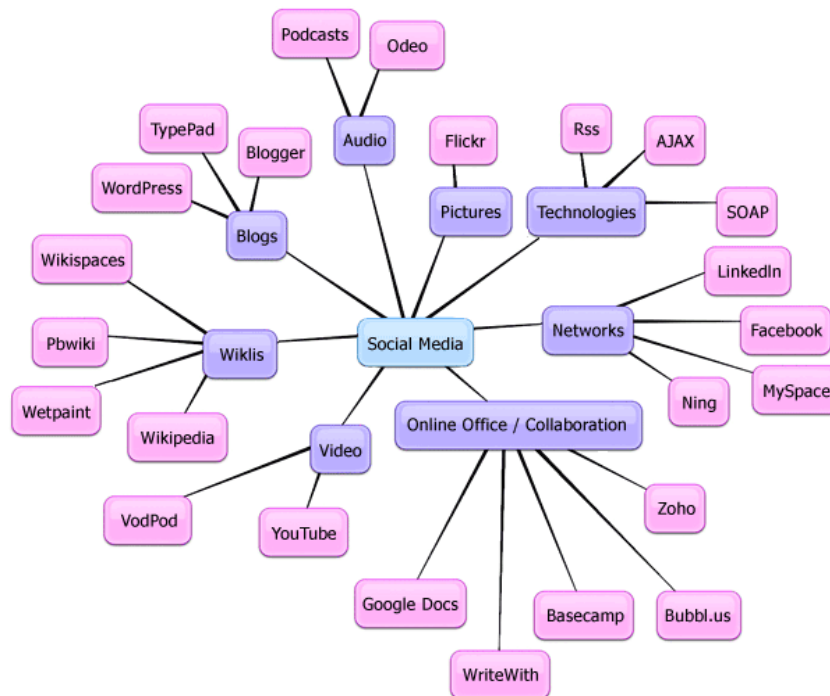 Podcasts
Odeo
TypePad
Blogger
Audio
Flickr
Rss
AJAX
WordPress
Blogs
Pictures
Technologies
SOAP
Wikispaces
LinkedIn
Pbwiki
Wiklis
Social Media
Networks
Facebook
Wetpaint
Wikipedia
Ning
MySpace
Online Office / Collaboration
Video
VodPod
YouTube
Zoho
Google Docs
Basecamp
Bubbl.us
WriteWith